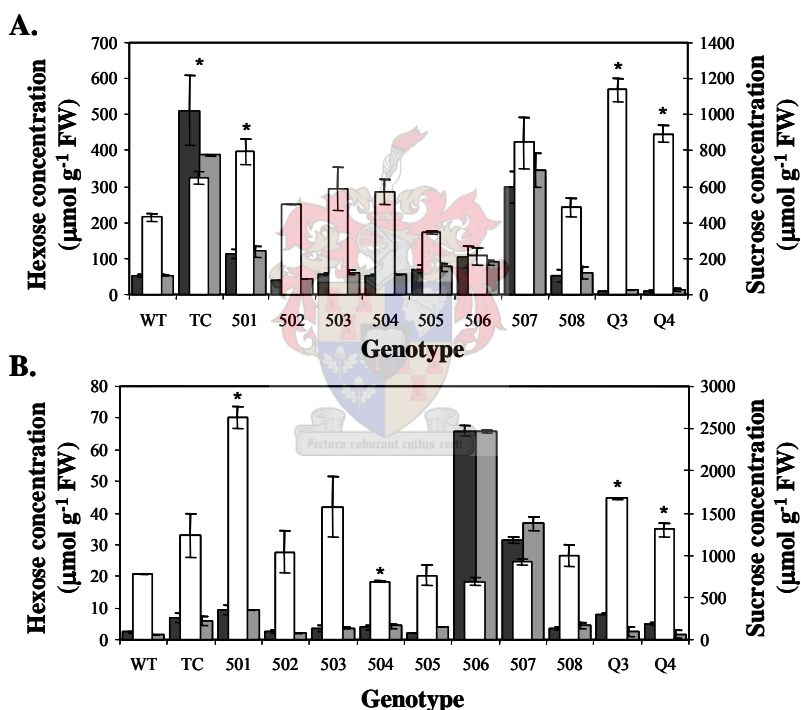 A.
700
600
500
400
300
200
100
0
Hexose concentration
(μmol g-1 FW)
1400
1200
1000
800
600
400
200
0
Sucrose concentration
(μmol g-1 FW)
* * * *
WT TC 501 502 503 504 505 506 507 508 Q3 Q4
Genotype
B.
80
70
60
50
40
30
20
10
0
Hexose concentration
(μmol g-1 FW)
3000
2500
2000
1500
1000
500
0
Sucrose concentration
(μmol g-1 FW)
* * * *
Pectora roborant cultus recti
WT TC 501 502 503 504 505 506 507 508 Q3 Q4
Genotype